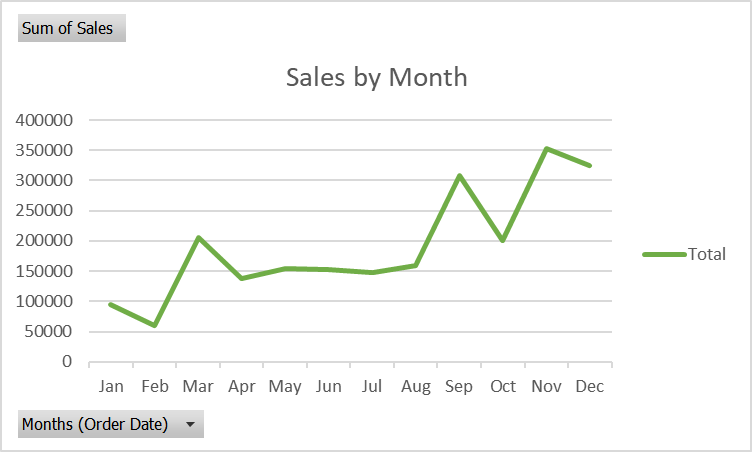 Sum of Sales
Sales by Month
400000
350000
300000
250000
200000
150000
100000
50000
0
Jan Feb Mar Apr May Jun Jul Aug Sep Oct Nov Dec
Total
Months (Order Date)